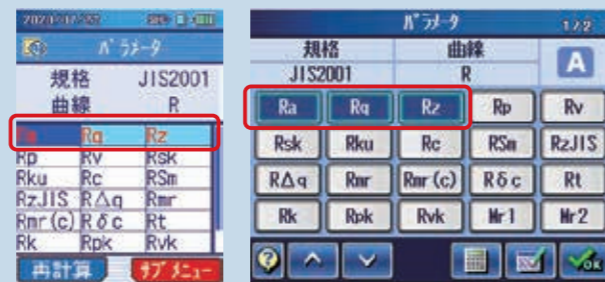 パラメータ
規格 JIS2001
曲線 R
Ra Rq Rz
Rp Rv Rsk
Rku Rc RSm
RzJIS RΔq Rmr
Rmr(c) Rδc Rt
Rk Rpk Rvk
再計算 サブメニュー
パラメータ 1/2
規格 曲線
JIS2001 R
A
Ra Rq Rz Rp Rv
Rsk Rku Rc RSm RzJIS
RΔq Rmr Rmr(c) Rδc Rt
Rk Rpk Rvk Mr1 Mr2
? OK